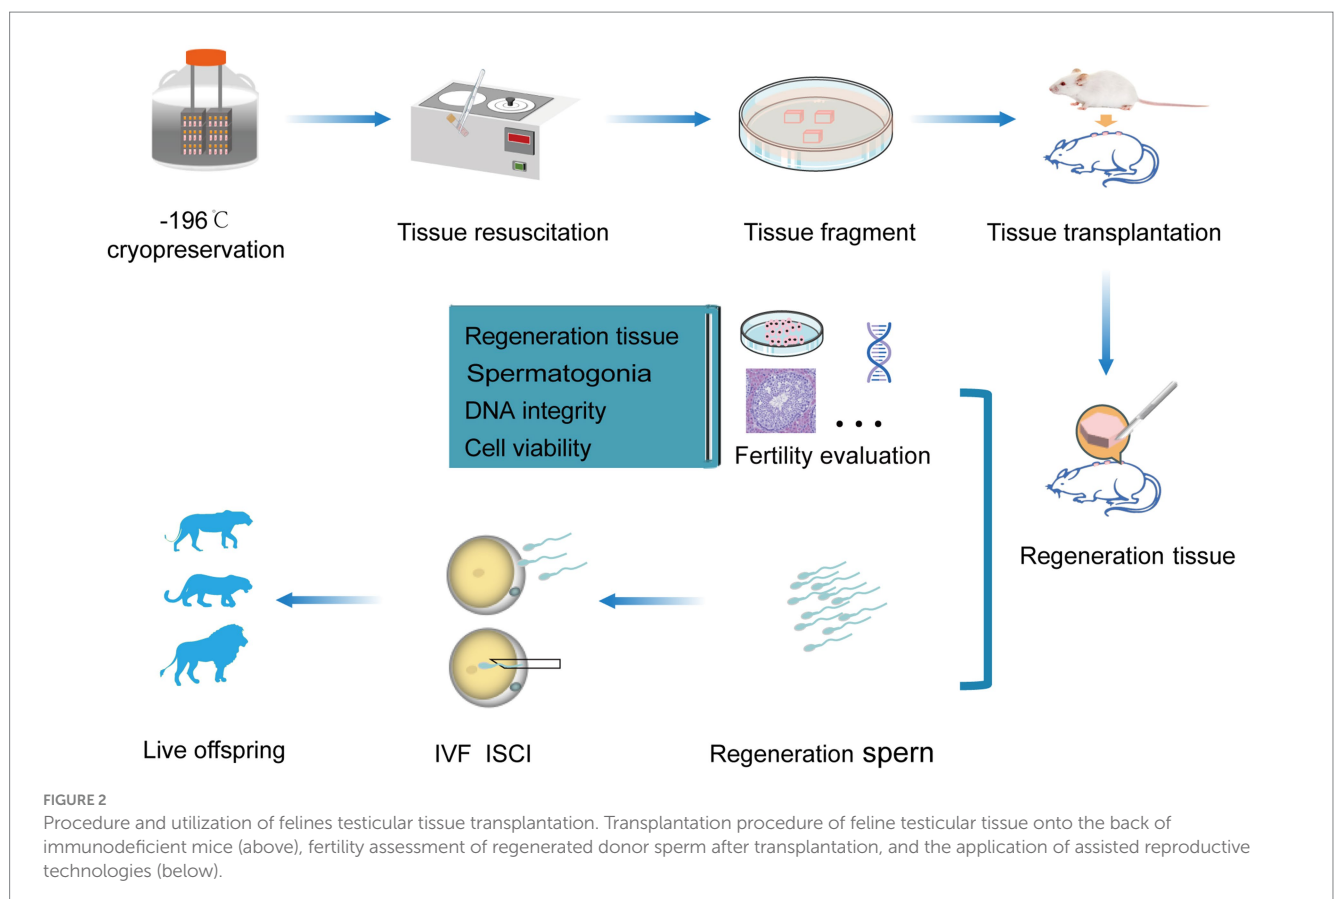 -196℃
cryopreservation
Tissue resuscitation
Tissue fragment
Tissue transplantation
Regeneration tissue
Spermatogonia
DNA integrity
Cell viability
...
Fertility evaluation
Regeneration tissue
Live offspring
IVF ISCI
Regeneration spern
FIGURE 2
Procedure and utilization of felines testicular tissue transplantation. Transplantation procedure of feline testicular tissue onto the back of
immunodeficient mice (above), fertility assessment of regenerated donor sperm after transplantation, and the application of assisted reproductive
technologies (below).